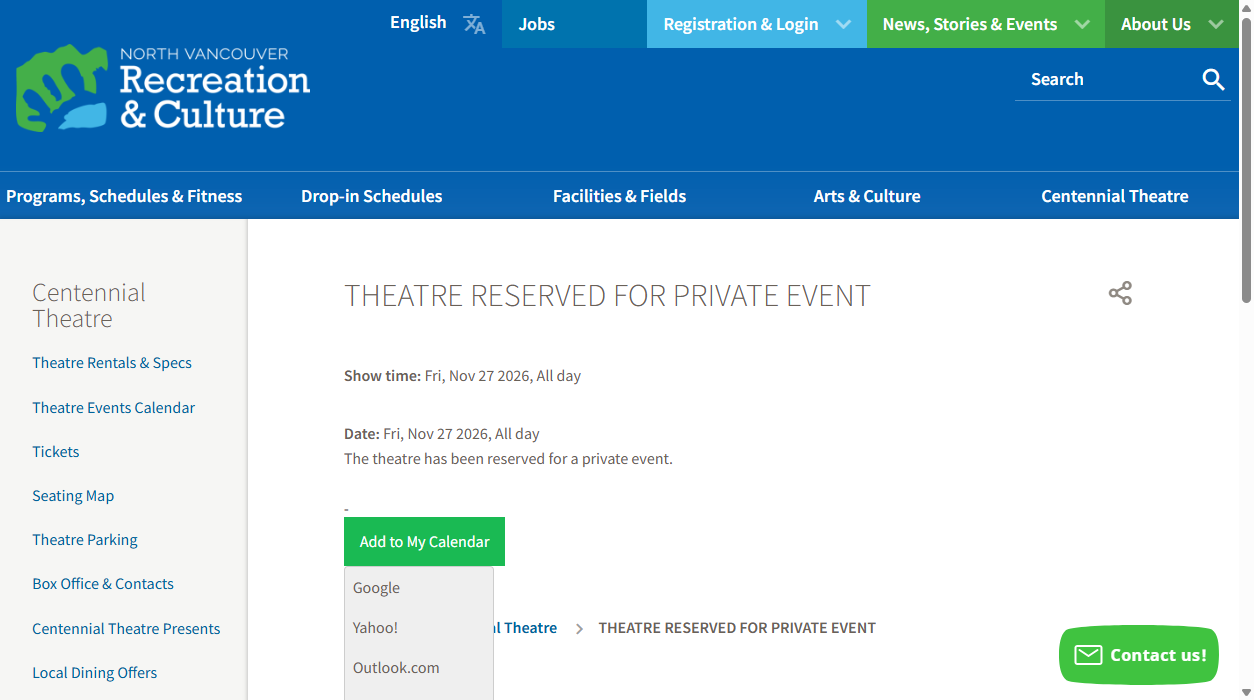 English
Jobs
Registration & Login
News, Stories & Events
About Us
NORTH VANCOUVER
Recreation
& Culture
Search
Programs, Schedules & Fitness
Drop-in Schedules
Facilities & Fields
Arts & Culture
Centennial Theatre
Centennial
Theatre
Theatre Rentals & Specs
Theatre Events Calendar
Tickets
Seating Map
Theatre Parking
Box Office & Contacts
Centennial Theatre Presents
Local Dining Offers
THEATRE RESERVED FOR PRIVATE EVENT
Show time: Fri, Nov 27 2026, All day
Date: Fri, Nov 27 2026, All day
The theatre has been reserved for a private event.
-
Add to My Calendar
Google
Yahoo!
Outlook.com
Theatre > THEATRE RESERVED FOR PRIVATE EVENT
Contact us!